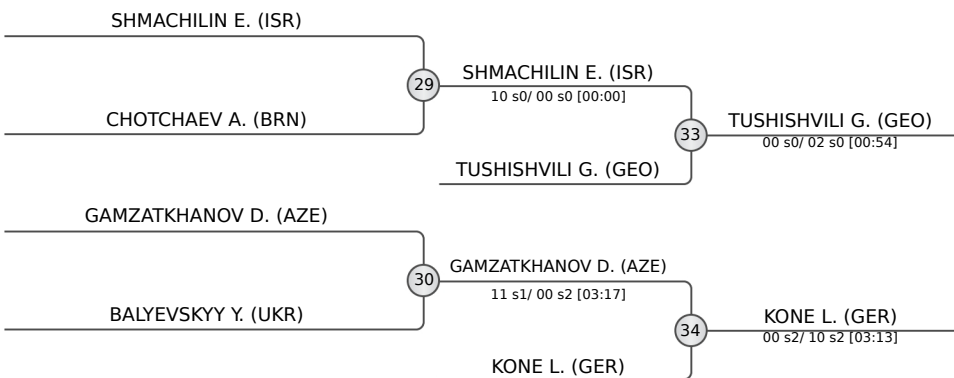 SHMACHILIN E. (ISR)
29
SHMACHILIN E. (ISR)
10 s0/ 00 s0 [00:00]
CHOTCHAEV A. (BRN)
33
TUSHISHVILI G. (GEO)
00 s0/ 02 s0 [00:54]
TUSHISHVILI G. (GEO)
GAMZATKHANOV D. (AZE)
30
GAMZATKHANOV D. (AZE)
11 s1/ 00 s2 [03:17]
BALYEVSKYY Y. (UKR)
34
KONE L. (GER)
00 s2/ 10 s2 [03:13]
KONE L. (GER)